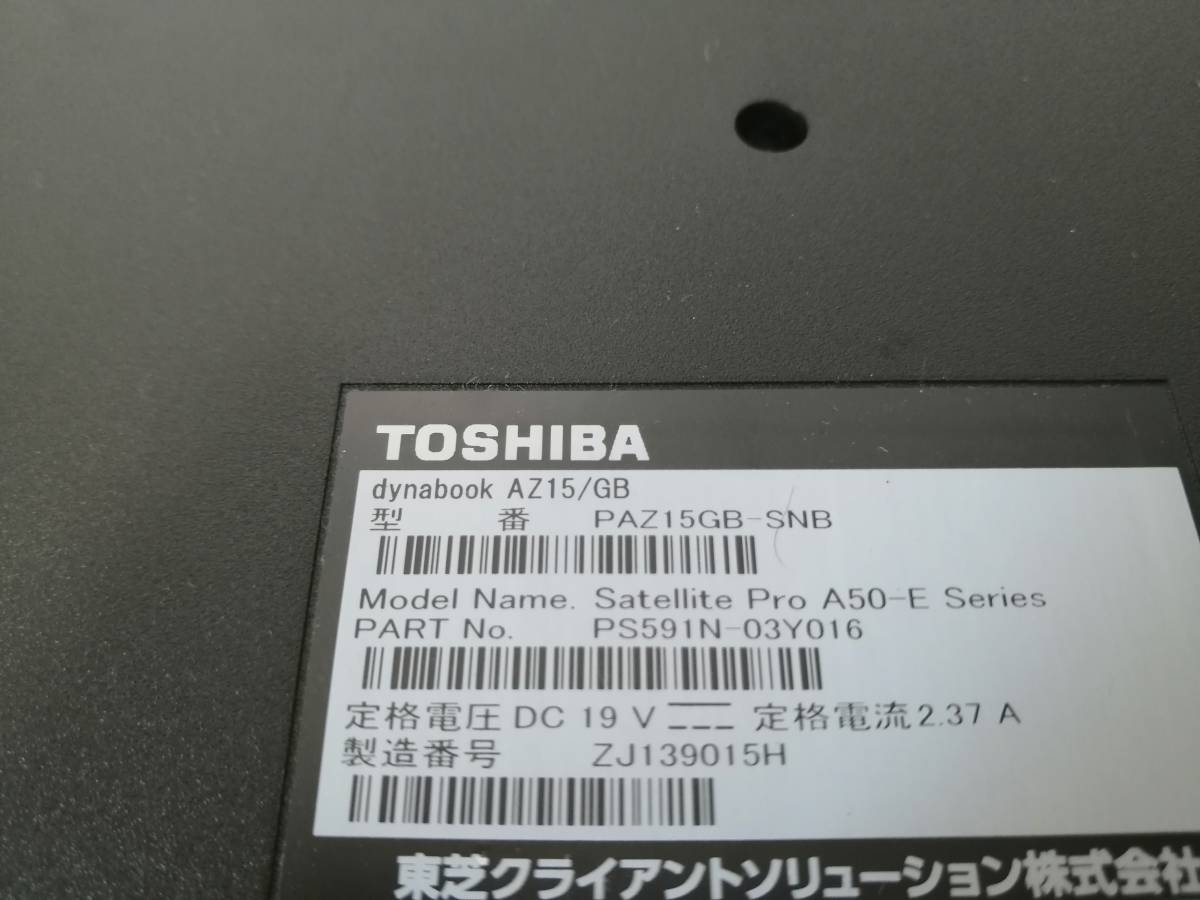 TOSHIBA
dynabook AZ15/GB
型 番 PAZ15GB-SNB
Model Name. Satellite Pro A50-E Series
PART No. PS591N-03Y016
定格電圧 DC 19 V 定格電流 2.37 A
製造番号 ZJ139015H
東芝クライアントソリューション株式会社